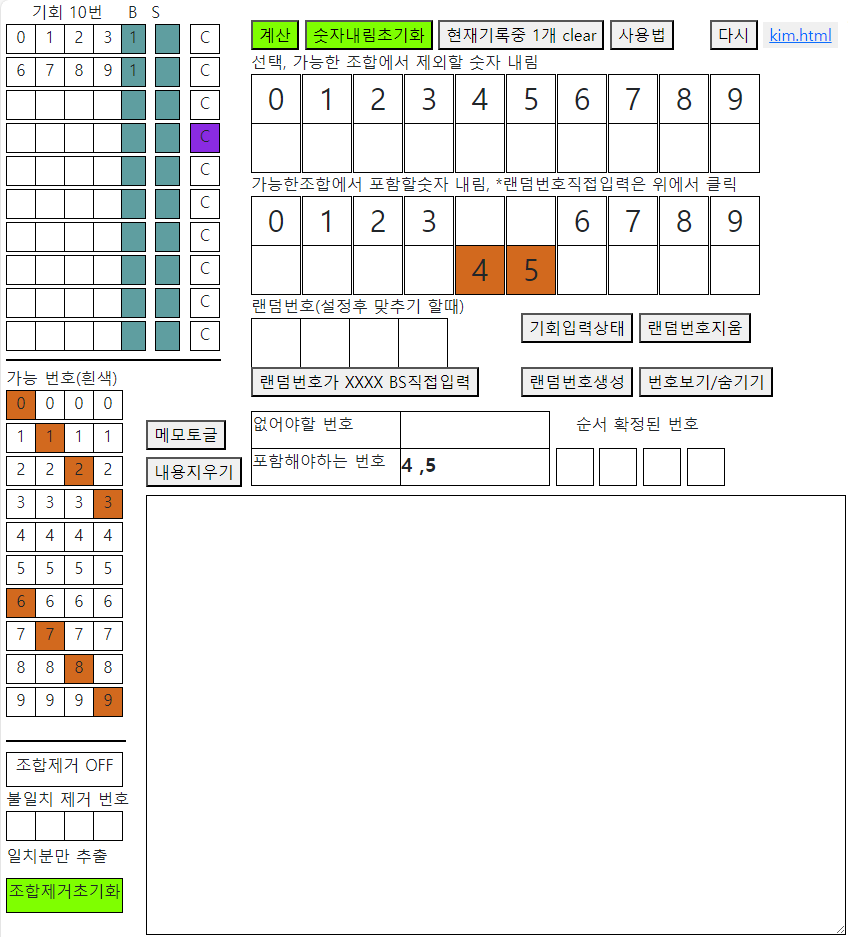 기회 10번 B S
0 1 2 3 1 C
6 7 8 9 1 C
C
C
C
C
C
C
C
C
계산 숫자내림초기화 현재기록중 1개 clear 사용법 다시 kim.html
선택, 가능한 조합에서 제외할 숫자 내림
0 1 2 3 4 5 6 7 8 9
가능한조합에서 포함할숫자 내림, *랜덤번호직접입력은 위에서 클릭
0 1 2 3 6 7 8 9
4 5
랜덤번호(설정후 맞추기 할때)
기회입력상태 랜덤번호지움
랜덤번호가 XXXX BS직접입력 랜덤번호생성 번호보기/숨기기
가능 번호(흰색)
0 0 0 0
1 1 1 1
2 2 2 2
3 3 3 3
4 4 4 4
5 5 5 5
6 6 6 6
7 7 7 7
8 8 8 8
9 9 9 9
메모토글
내용지우기
없어야할 번호 순서 확정된 번호
포함해야하는 번호 4 ,5
조합제거 OFF
불일치 제거 번호
일치분만 추출
조합제거초기화